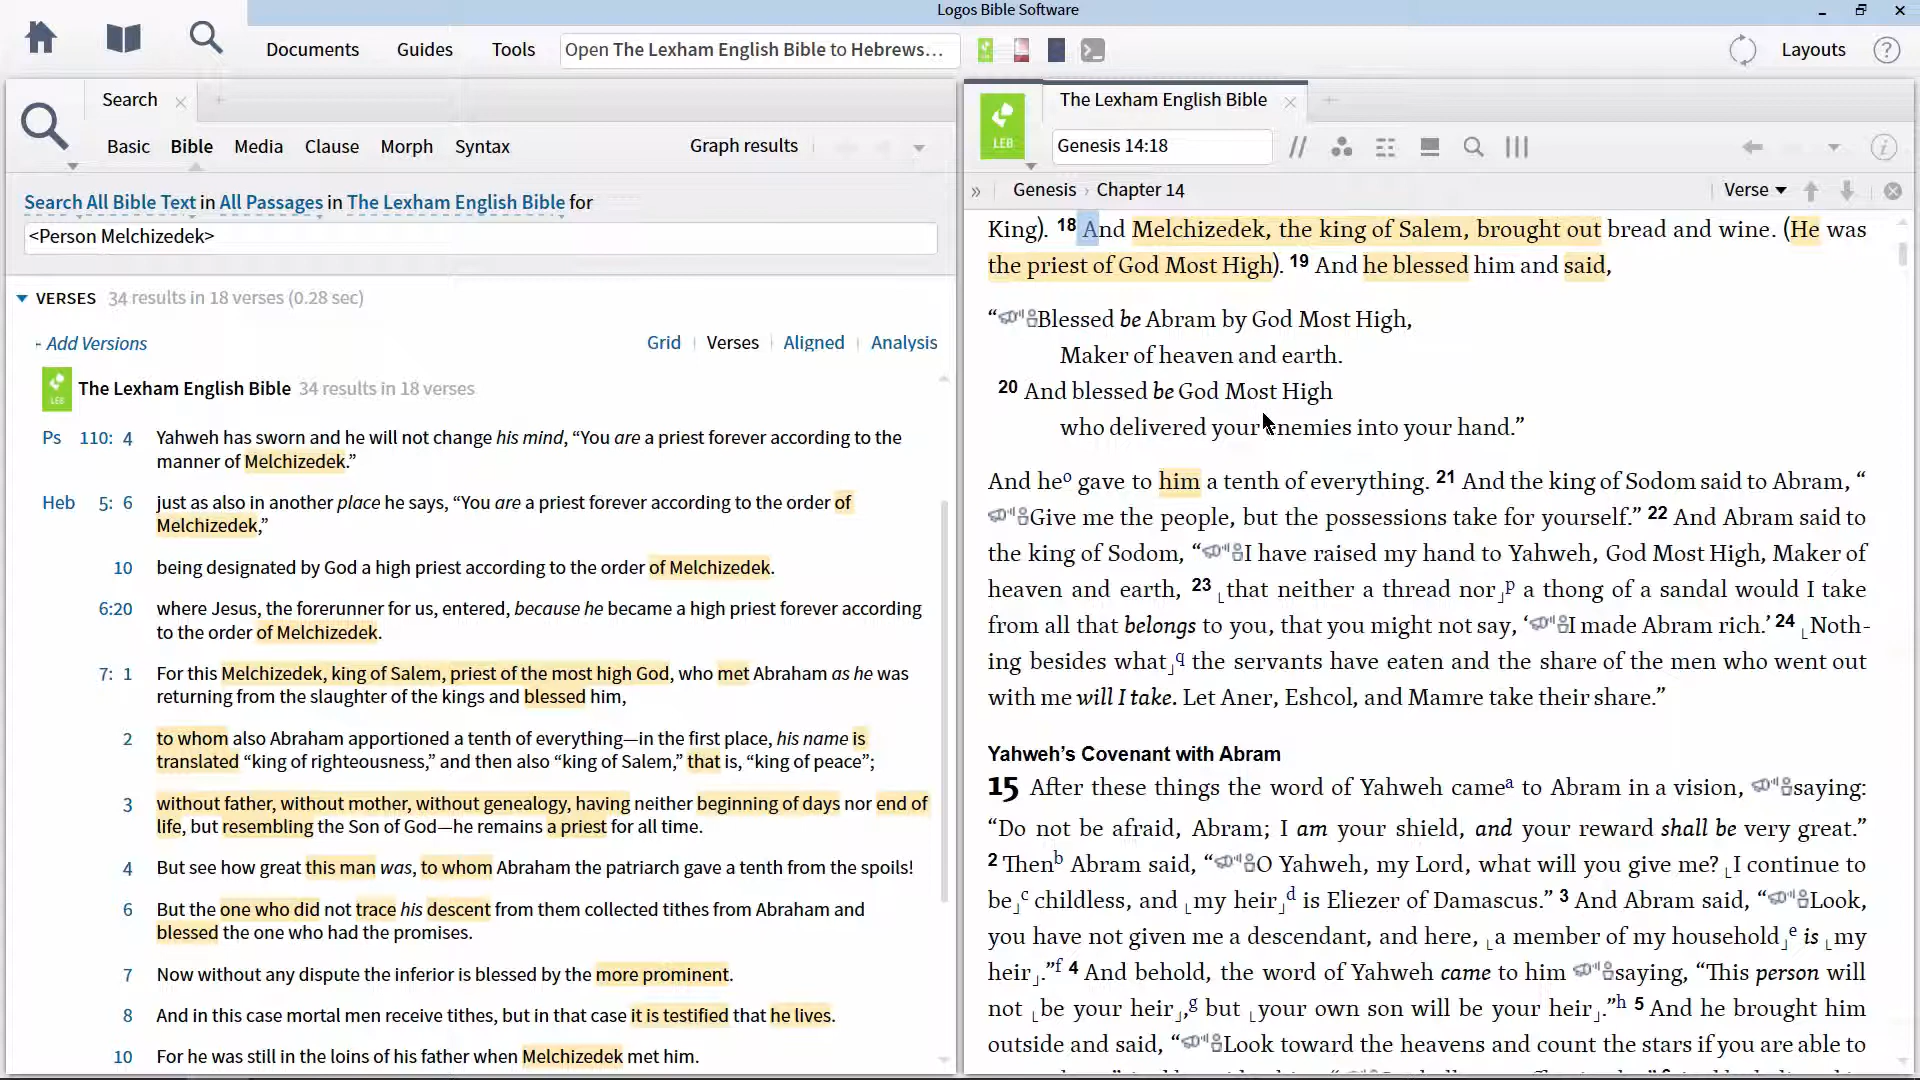 Logos Bible Software
Documents Guides Tools Open The Lexham English Bible to Hebrews… Layouts ?
Search
Basic Bible Media Clause Morph Syntax Graph results
Search All Bible Text in All Passages in The Lexham English Bible for
<Person Melchizedek>
VERSES 34 results in 18 verses (0.28 sec)
- Add Versions Grid Verses Aligned Analysis
LEB The Lexham English Bible 34 results in 18 verses
Ps 110: 4 Yahweh has sworn and he will not change his mind, “You are a priest forever according to the
manner of Melchizedek.”
Heb 5: 6 just as also in another place he says, “You are a priest forever according to the order of
Melchizedek,”
10 being designated by God a high priest according to the order of Melchizedek.
6:20 where Jesus, the forerunner for us, entered, because he became a high priest forever according
to the order of Melchizedek.
7: 1 For this Melchizedek, king of Salem, priest of the most high God, who met Abraham as he was
returning from the slaughter of the kings and blessed him,
2 to whom also Abraham apportioned a tenth of everything—in the first place, his name is
translated “king of righteousness,” and then also “king of Salem,” that is, “king of peace”;
3 without father, without mother, without genealogy, having neither beginning of days nor end of
life, but resembling the Son of God—he remains a priest for all time.
4 But see how great this man was, to whom Abraham the patriarch gave a tenth from the spoils!
6 But the one who did not trace his descent from them collected tithes from Abraham and
blessed the one who had the promises.
7 Now without any dispute the inferior is blessed by the more prominent.
8 And in this case mortal men receive tithes, but in that case it is testified that he lives.
10 For he was still in the loins of his father when Melchizedek met him.
The Lexham English Bible
LEB
Genesis 14:18
» Genesis › Chapter 14 Verse
King). 18 And Melchizedek, the king of Salem, brought out bread and wine. (He was
the priest of God Most High). 19 And he blessed him and said,
“Blessed be Abram by God Most High,
Maker of heaven and earth.
20 And blessed be God Most High
who delivered your enemies into your hand.”
And heo gave to him a tenth of everything. 21 And the king of Sodom said to Abram, “
Give me the people, but the possessions take for yourself.” 22 And Abram said to
the king of Sodom, “I have raised my hand to Yahweh, God Most High, Maker of
heaven and earth, 23 ⌞that neither a thread nor⌟p a thong of a sandal would I take
from all that belongs to you, that you might not say, ‘I made Abram rich.’ 24 ⌞Noth-
ing besides what⌟q the servants have eaten and the share of the men who went out
with me will I take. Let Aner, Eshcol, and Mamre take their share.”
Yahweh’s Covenant with Abram
15 After these things the word of Yahweh camea to Abram in a vision, saying:
“Do not be afraid, Abram; I am your shield, and your reward shall be very great.”
2 Thenb Abram said, “O Yahweh, my Lord, what will you give me? ⌞I continue to
be⌟c childless, and ⌞my heir⌟d is Eliezer of Damascus.” 3 And Abram said, “Look,
you have not given me a descendant, and here, ⌞a member of my household⌟e is ⌞my
heir⌟.”f 4 And behold, the word of Yahweh came to him saying, “This person will
not ⌞be your heir⌟,g but ⌞your own son will be your heir⌟.”h 5 And he brought him
outside and said, “Look toward the heavens and count the stars if you are able to